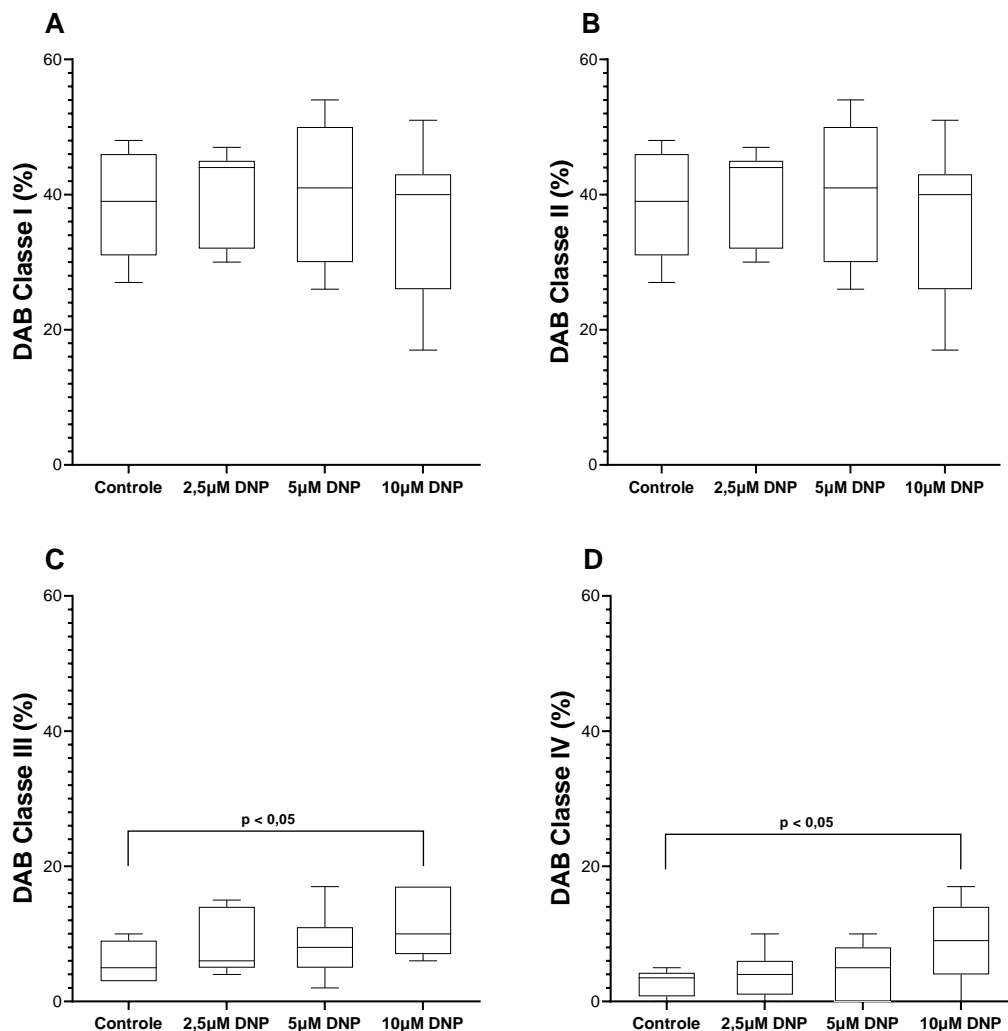 A
60
40
20
0
DAB Classe I (%)
Controle 2,5µM DNP 5µM DNP 10µM DNP
B
60
40
20
0
DAB Classe II (%)
Controle 2,5µM DNP 5µM DNP 10µM DNP
C
60
40
20
0
DAB Classe III (%)
p < 0,05
Controle 2,5µM DNP 5µM DNP 10µM DNP
D
60
40
20
0
DAB Classe IV (%)
p < 0,05
Controle 2,5µM DNP 5µM DNP 10µM DNP